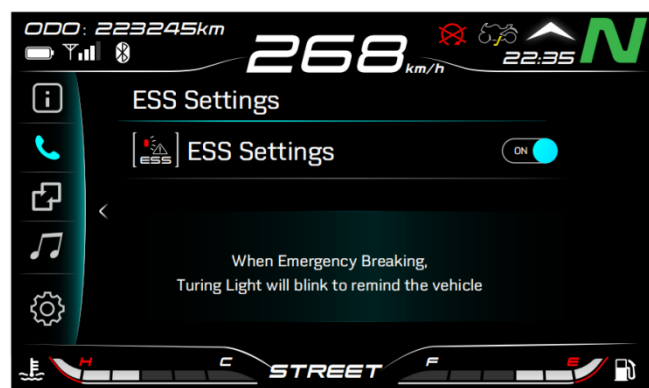 ODO: 223245km
268 km/h
22:35
N
ESS Settings
ESS
ESS Settings
ON
When Emergency Breaking,
Turing Light will blink to remind the vehicle
H
C
STREET
F
E